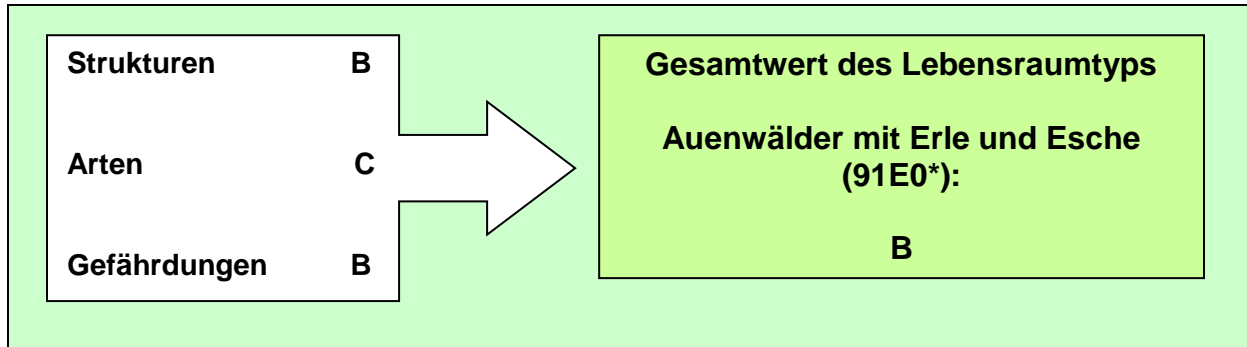 Strukturen B
Arten C
Gefährdungen B
Gesamtwert des Lebensraumtyps
Auenwälder mit Erle und Esche
(91E0*):
B